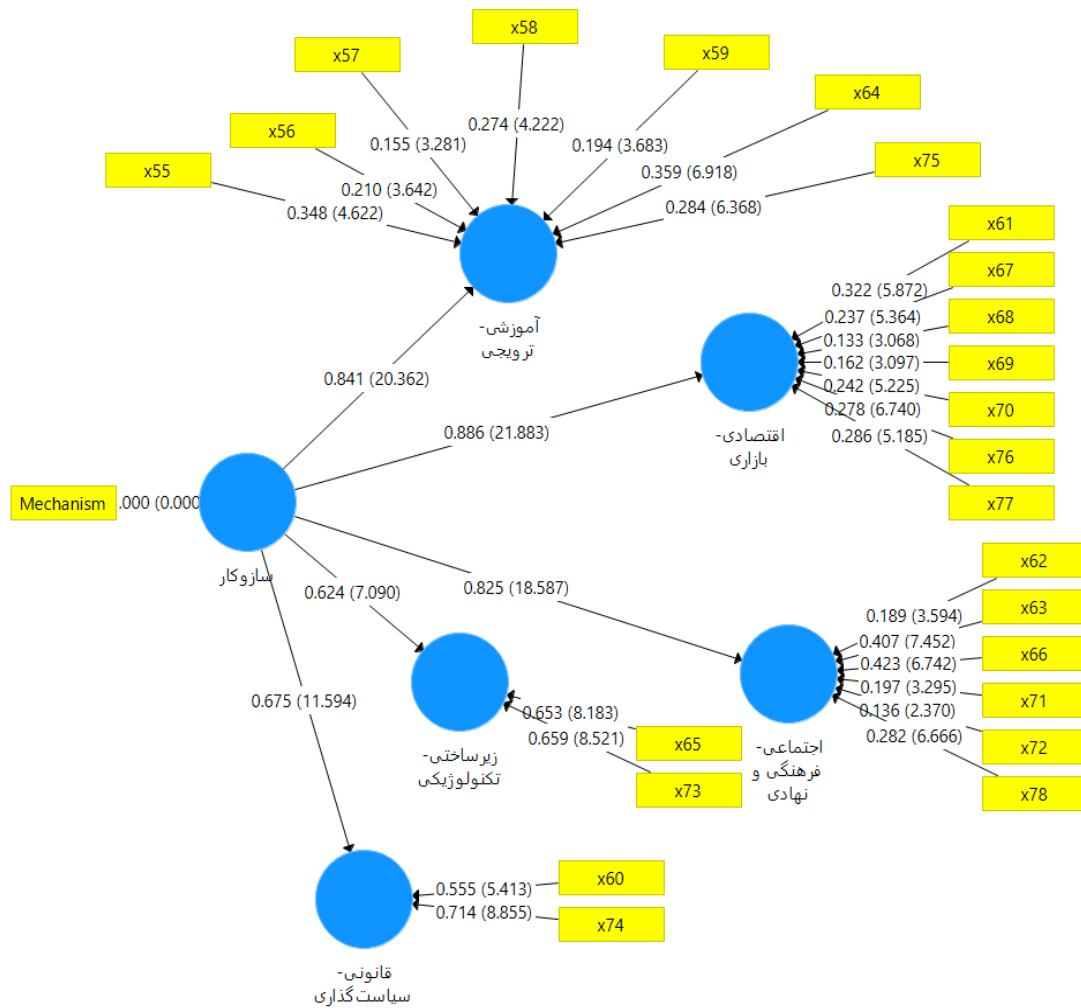 x58
x57
x59
x64
x56
x75
x55
0.274 (4.222)
0.155 (3.281)
0.194 (3.683)
0.359 (6.918)
0.210 (3.642)
0.284 (6.368)
0.348 (4.622)
آموزشی-
ترویجی
x61
x67
x68
x69
x70
x76
x77
0.322 (5.872)
0.237 (5.364)
0.133 (3.068)
0.162 (3.097)
0.242 (5.225)
0.278 (6.740)
0.286 (5.185)
اقتصادی-
بازاری
0.841 (20.362)
0.886 (21.883)
Mechanism
.000 (0.000
سازوکار
0.624 (7.090)
0.825 (18.587)
0.675 (11.594)
x62
x63
x66
x71
x72
x78
0.189 (3.594)
0.407 (7.452)
0.423 (6.742)
0.197 (3.295)
0.136 (2.370)
0.282 (6.666)
اجتماعی-
فرهنگی و
نهادی
0.653 (8.183)
0.659 (8.521)
x65
x73
زیرساختی-
تکنولوژیکی
0.555 (5.413)
0.714 (8.855)
x60
x74
قانونی-
سیاست‌گذاری